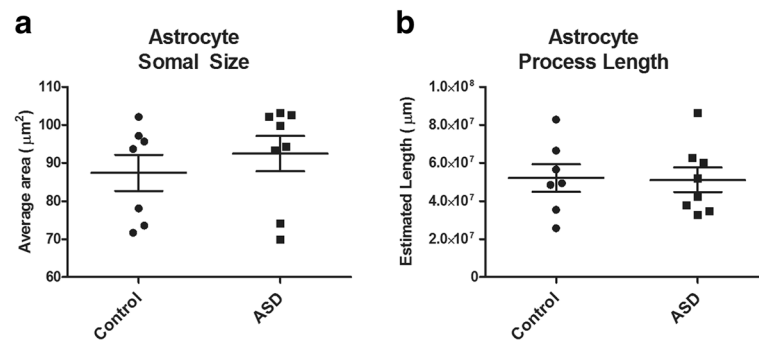 a
Astrocyte
Somal Size
Average area ( μm²)
110
100
90
80
70
60
Control
ASD
b
Astrocyte
Process Length
Estimated Length ( μm)
1.0×10⁸
8.0×10⁷
6.0×10⁷
4.0×10⁷
2.0×10⁷
0
Control
ASD